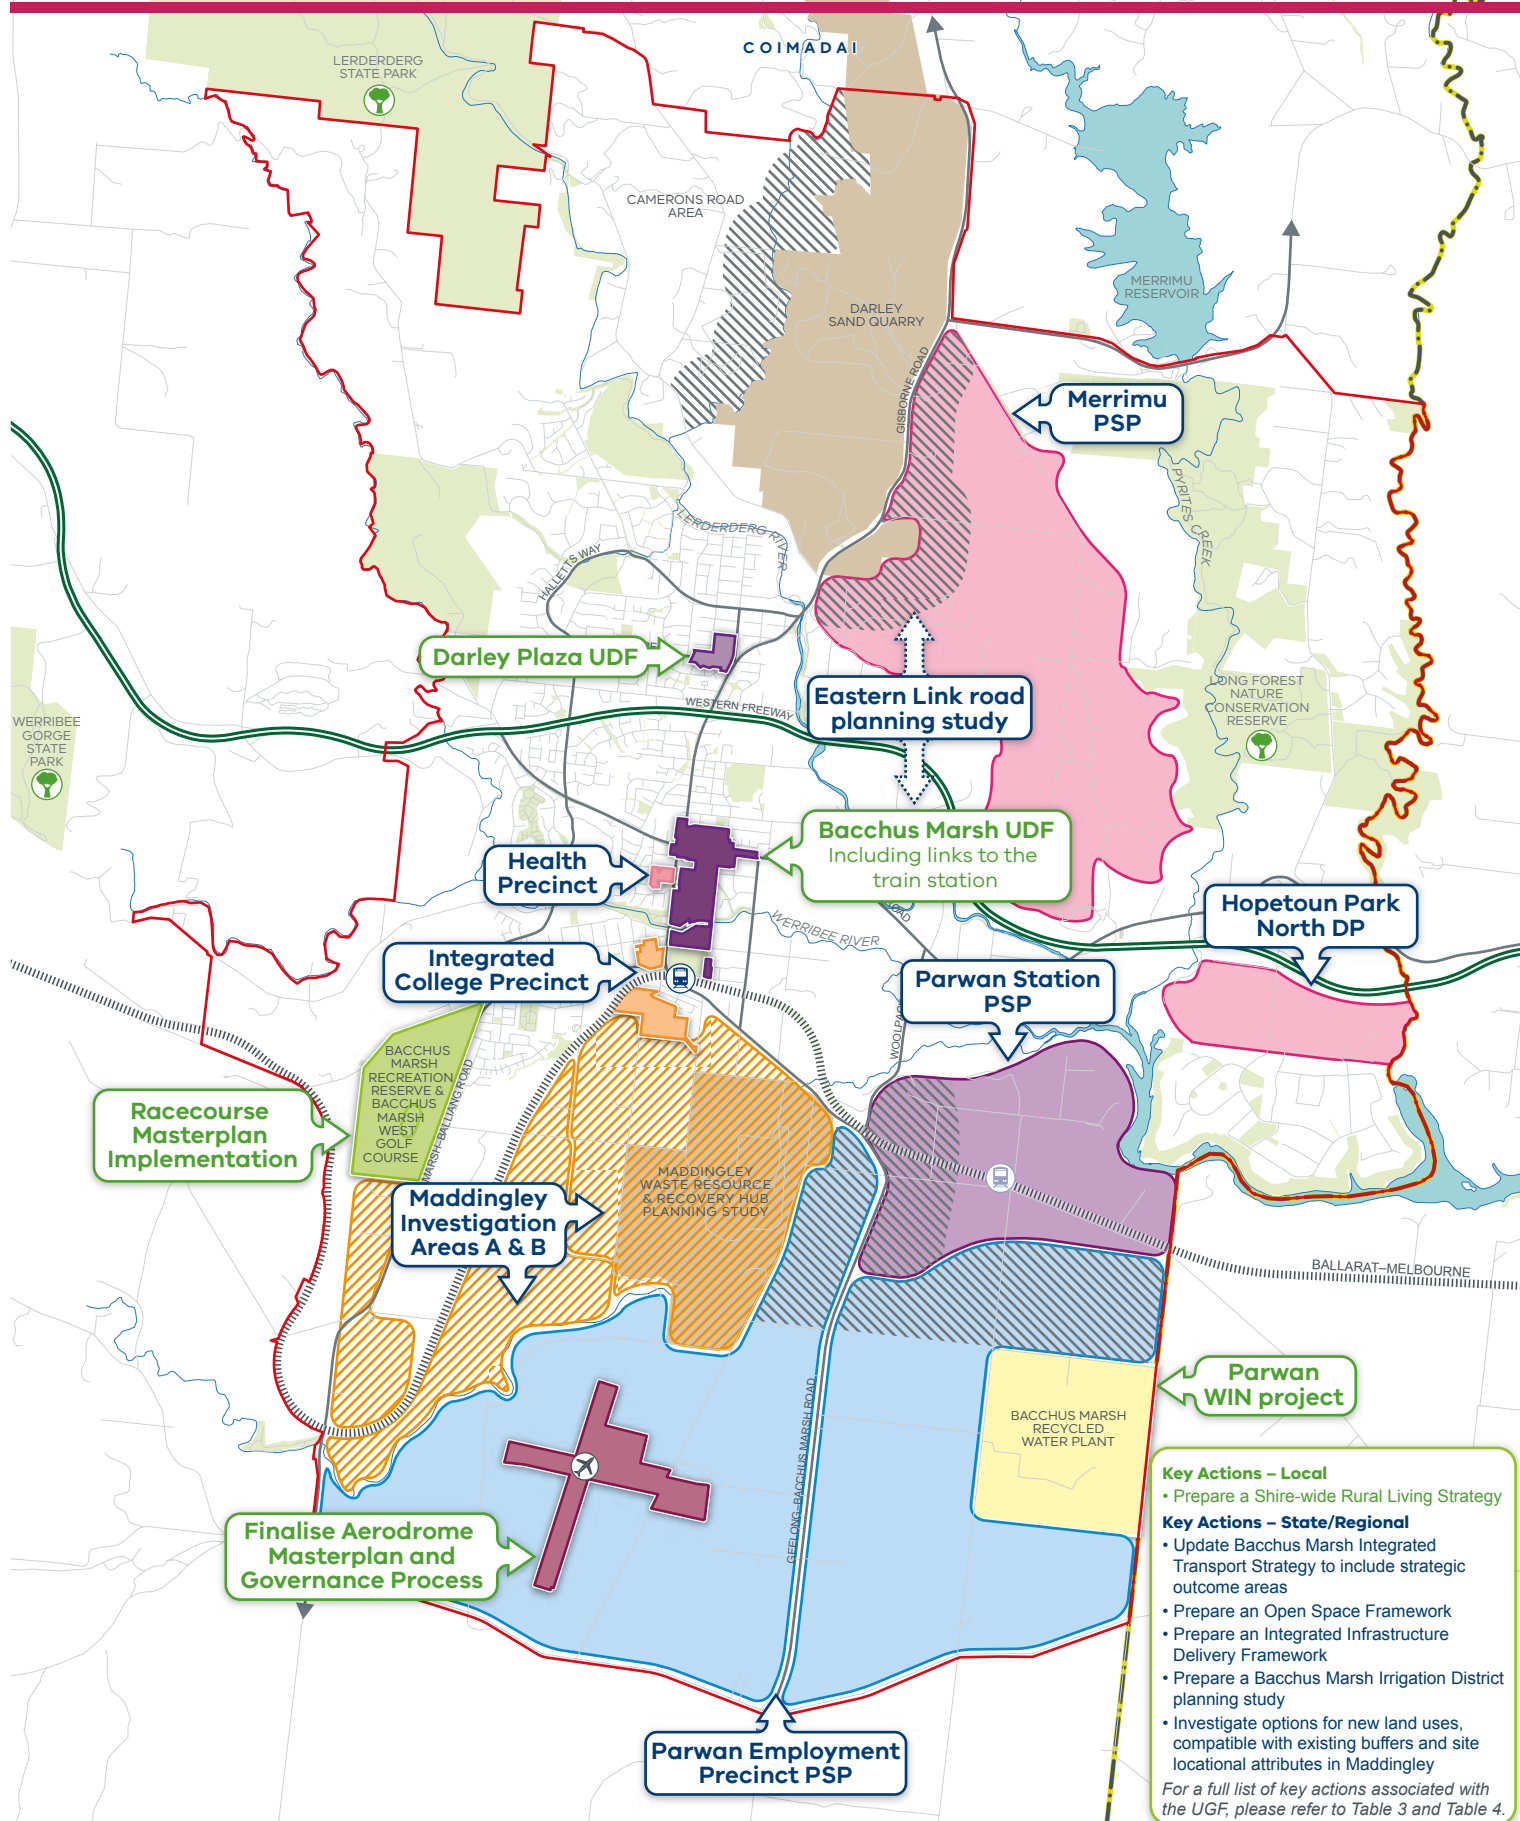 COIMADAI
LERDERDERG
STATE PARK
CAMERONS ROAD
AREA
MERRIMU
RESERVOIR
DARLEY
SAND QUARRY
GISBORNE ROAD
Merrimu
PSP
PYRITES CREEK
LERDERDERG RIVER
HALLETTS WAY
Darley Plaza UDF
WESTERN FREEWAY
Eastern Link road
planning study
LONG FOREST
NATURE
CONSERVATION
RESERVE
WERRIBEE
GORGE
STATE
PARK
Bacchus Marsh UDF
Including links to the
train station
Health
Precinct
ROAD
WERRIBEE RIVER
Hopetoun Park
North DP
Integrated
College Precinct
Parwan Station
PSP
BACCHUS
MARSH
RECREATION
RESERVE &
BACCHUS
MARSH
WEST
GOLF
COURSE
MARSH–BALLIANG ROAD
Racecourse
Masterplan
Implementation
MADDINGLEY
WASTE RESOURCE
& RECOVERY HUB
PLANNING STUDY
Maddingley
Investigation
Areas A & B
BALLARAT–MELBOURNE
Parwan
WIN project
BACCHUS MARSH
RECYCLED
WATER PLANT
GEELONG–BACCHUS MARSH ROAD
Finalise Aerodrome
Masterplan and
Governance Process
Parwan Employment
Precinct PSP
Key Actions – Local
• Prepare a Shire-wide Rural Living Strategy
Key Actions – State/Regional
• Update Bacchus Marsh Integrated
Transport Strategy to include strategic
outcome areas
• Prepare an Open Space Framework
• Prepare an Integrated Infrastructure
Delivery Framework
• Prepare a Bacchus Marsh Irrigation District
planning study
• Investigate options for new land uses,
compatible with existing buffers and site
locational attributes in Maddingley
For a full list of key actions associated with
the UGF, please refer to Table 3 and Table 4.